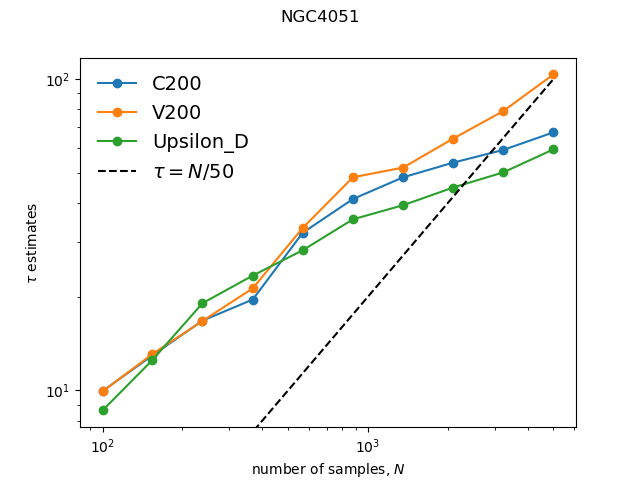 NGC4051
10²
C200
V200
Upsilon_D
τ = N/50
τ estimates
10¹
10²
10³
number of samples, N